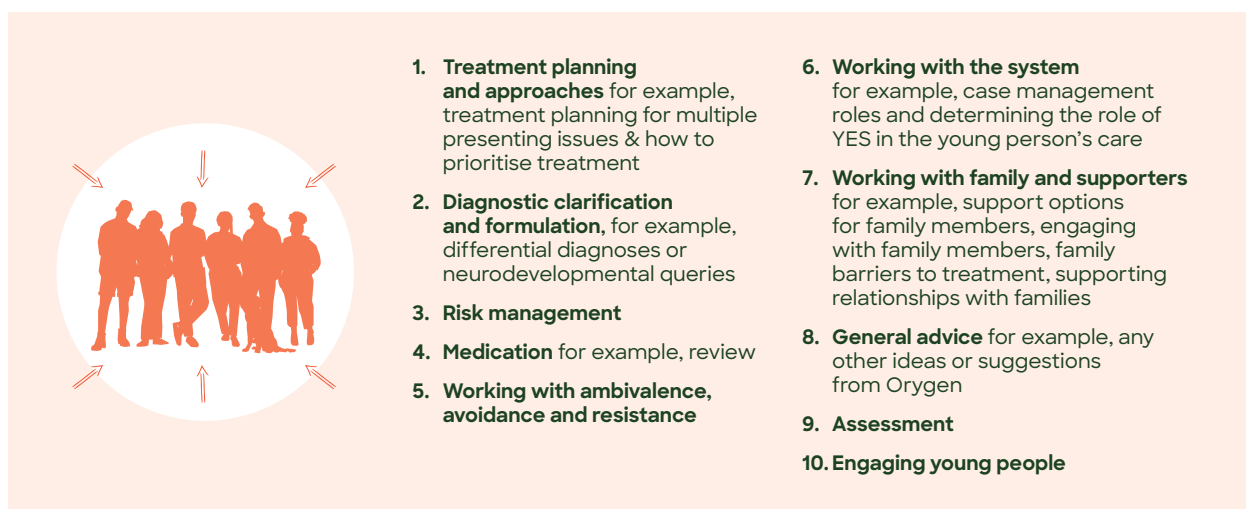 1. Treatment planning
and approaches for example,
treatment planning for multiple
presenting issues & how to
prioritise treatment
2. Diagnostic clarification
and formulation, for example,
differential diagnoses or
neurodevelopmental queries
3. Risk management
4. Medication for example, review
5. Working with ambivalence,
avoidance and resistance
6. Working with the system
for example, case management
roles and determining the role of
YES in the young person’s care
7. Working with family and supporters
for example, support options
for family members, engaging
with family members, family
barriers to treatment, supporting
relationships with families
8. General advice for example, any
other ideas or suggestions
from Orygen
9. Assessment
10. Engaging young people